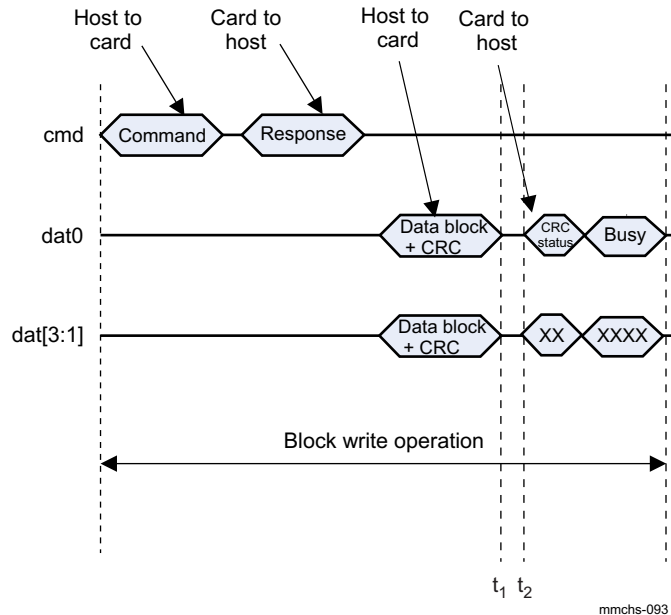 Host to
card
Card to
host
Host to
card
Card to
host
cmd
Command
Response
dat0
Data block
+ CRC
CRC
status
Busy
dat[3:1]
Data block
+ CRC
XX
XXXX
Block write operation
t1 t2
mmchs-093